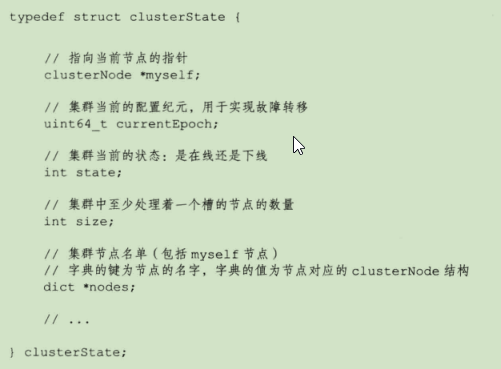 typedef struct clusterState {
// 指向当前节点的指针
clusterNode *myself;
// 集群当前的配置纪元，用于实现故障转移
uint64_t currentEpoch;
// 集群当前的状态：是在线还是下线
int state;
// 集群中至少处理着一个槽的节点的数量
int size;
// 集群节点名单（包括 myself 节点）
// 字典的键为节点的名字，字典的值为节点对应的 clusterNode 结构
dict *nodes;
// ...
} clusterState;